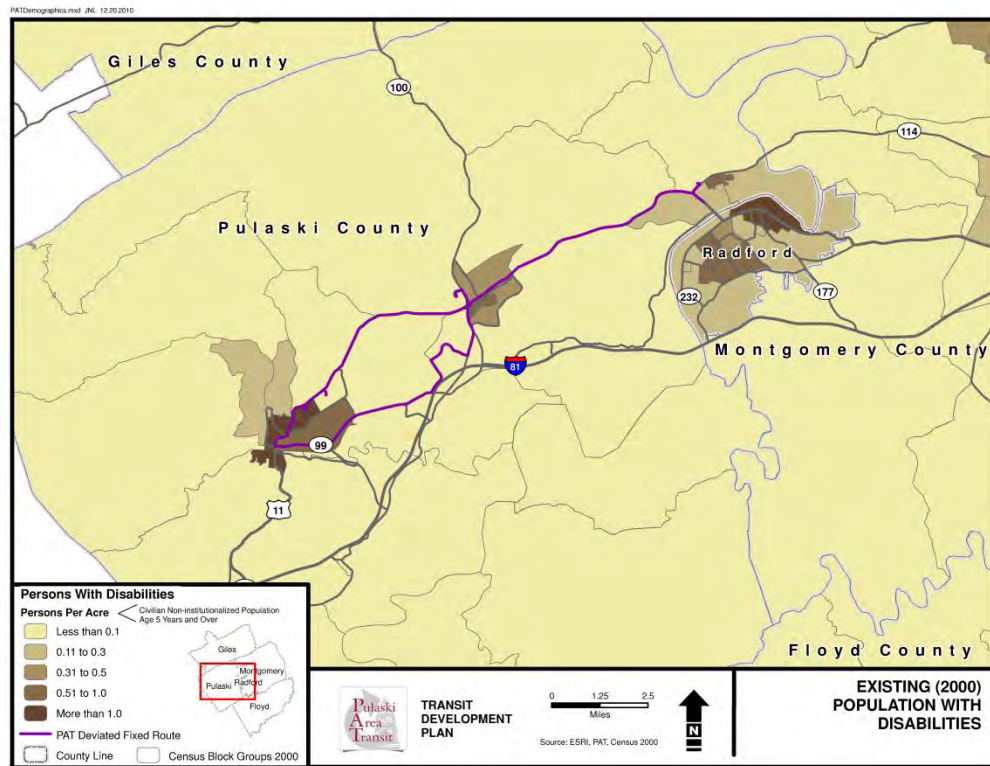 PATDemographics.mxd JNL 12.20.2010
Giles County
100
114
Pulaski County
Radford
232
177
Montgomery County
81
99
11
Floyd County
Persons With Disabilities
Persons Per Acre
Civilian Non-institutionalized Population
Age 5 Years and Over
Less than 0.1
0.11 to 0.3
0.31 to 0.5
0.51 to 1.0
More than 1.0
PAT Deviated Fixed Route
County Line
Census Block Groups 2000
Giles
Montgomery
Radford
Pulaski
Floyd
Pulaski
Area
Transit
TRANSIT
DEVELOPMENT
PLAN
0 1.25 2.5
Miles
Source: ESRI, PAT, Census 2000
N
EXISTING (2000)
POPULATION WITH
DISABILITIES